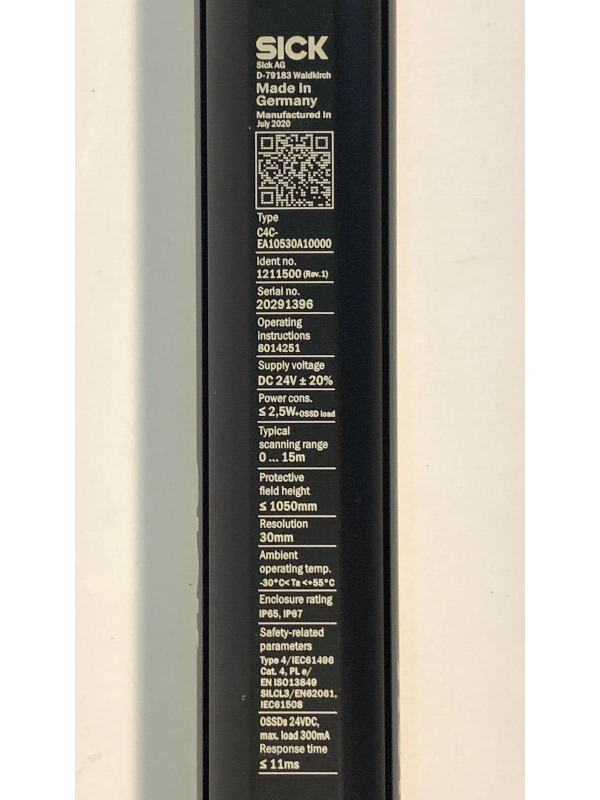 SICK
Sick AG
D-79183 Waldkirch
Made in
Germany
Manufactured in
July 2020
Type
C4C-
EA10530A10000
Ident no.
1211500 (Rev.1)
Serial no.
20291396
Operating
instructions
8014251
Supply voltage
DC 24V ± 20%
Power cons.
≤ 2,5W+OSSD load
Typical
scanning range
0 ... 15m
Protective
field height
≤ 1050mm
Resolution
30mm
Ambient
operating temp.
-30°C< Ta <+55°C
Enclosure rating
IP65, IP67
Safety-related
parameters
Type 4/IEC61496
Cat. 4, PL e/
EN ISO13849
SILCL3/EN62061,
IEC61508
OSSDs 24VDC,
max. load 300mA
Response time
≤ 11ms